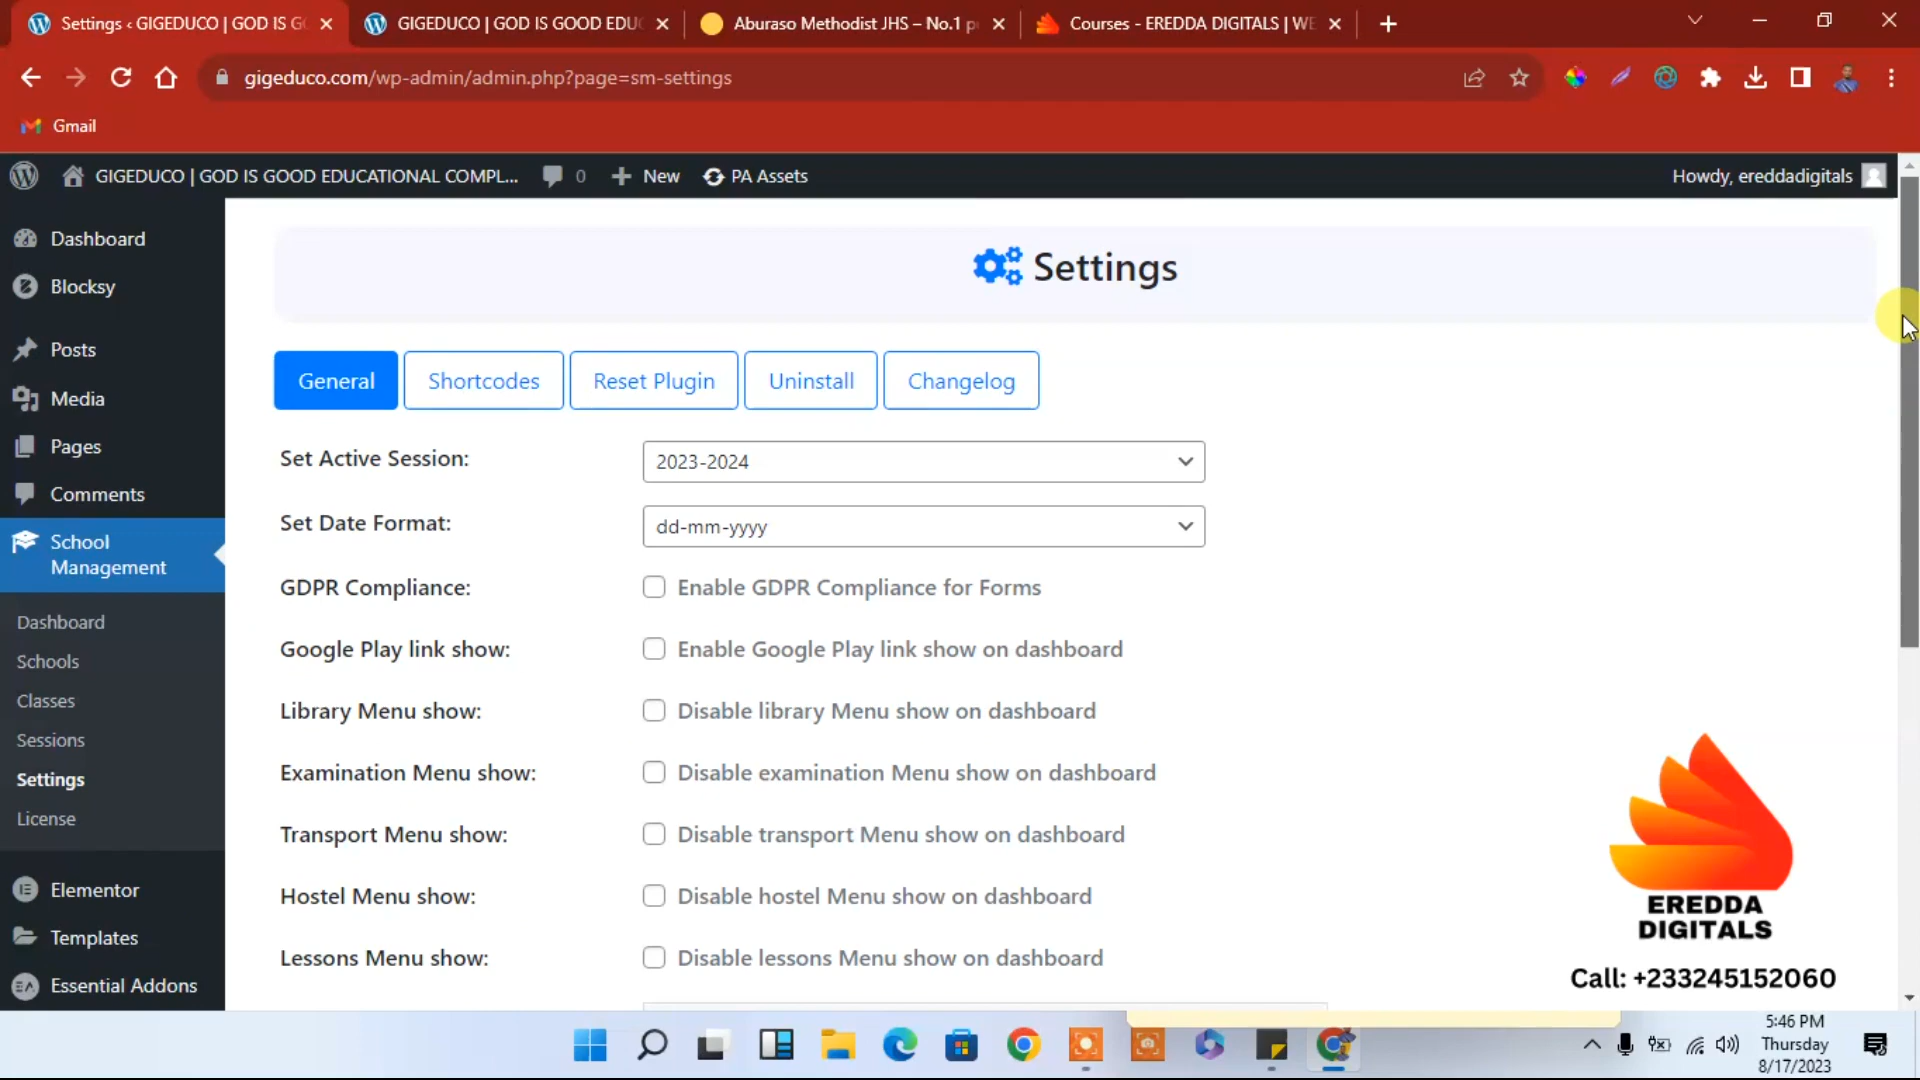 Settings ‹ GIGEDUCO | GOD IS G
GIGEDUCO | GOD IS GOOD EDU
Aburaso Methodist JHS – No.1 p
Courses - EREDDA DIGITALS | WE
gigeduco.com/wp-admin/admin.php?page=sm-settings
Gmail
GIGEDUCO | GOD IS GOOD EDUCATIONAL COMPL...
0
New
PA Assets
Howdy, ereddadigitals
Dashboard
Blocksy
Posts
Media
Pages
Comments
School
Management
Dashboard
Schools
Classes
Sessions
Settings
License
Elementor
Templates
Essential Addons
Settings
General
Shortcodes
Reset Plugin
Uninstall
Changelog
Set Active Session:
2023-2024
Set Date Format:
dd-mm-yyyy
GDPR Compliance:
Enable GDPR Compliance for Forms
Google Play link show:
Enable Google Play link show on dashboard
Library Menu show:
Disable library Menu show on dashboard
Examination Menu show:
Disable examination Menu show on dashboard
Transport Menu show:
Disable transport Menu show on dashboard
Hostel Menu show:
Disable hostel Menu show on dashboard
Lessons Menu show:
Disable lessons Menu show on dashboard
EREDDA
DIGITALS
Call: +233245152060
5:46 PM
Thursday
8/17/2023